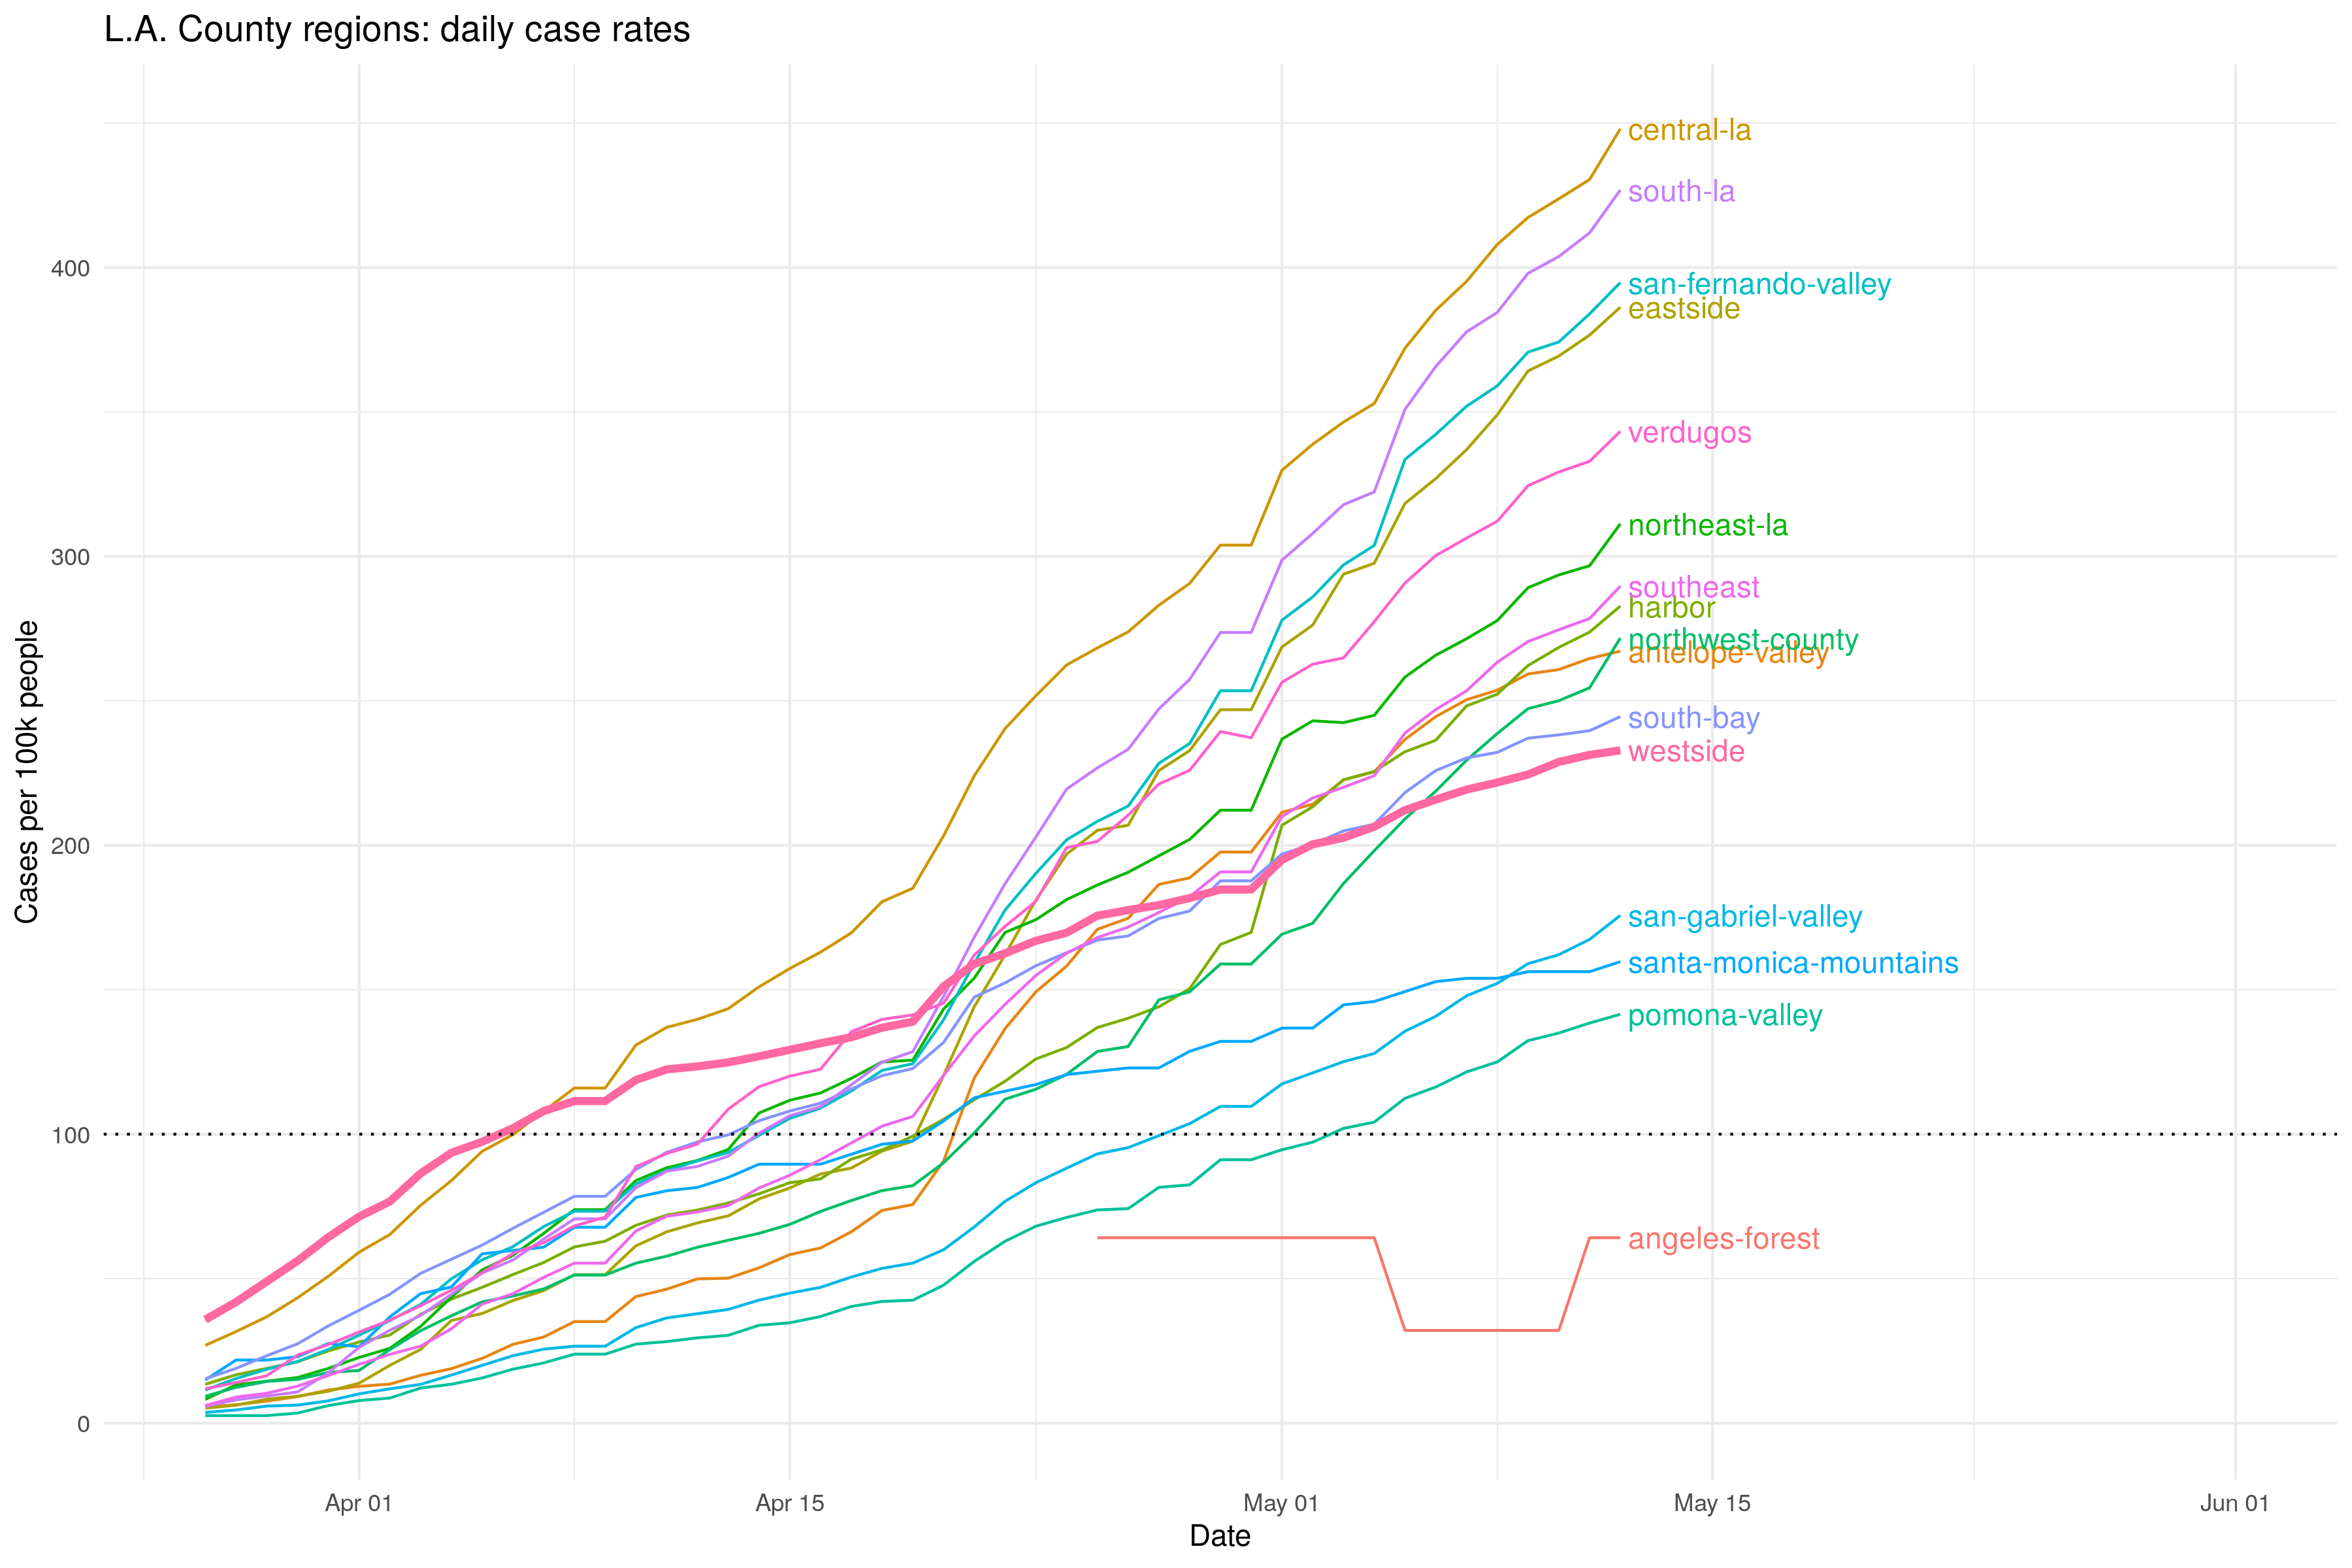 L.A. County regions: daily case rates
central-la
south-la
400
san-fernando-valley
eastside
verdugos
300
northeast-la
southeast
harbor
northwest-county
antelope-valley
south-bay
westside
Cases per 100k people
200
san-gabriel-valley
santa-monica-mountains
pomona-valley
100
angeles-forest
0
Apr 01 Apr 15 May 01 May 15 Jun 01
Date